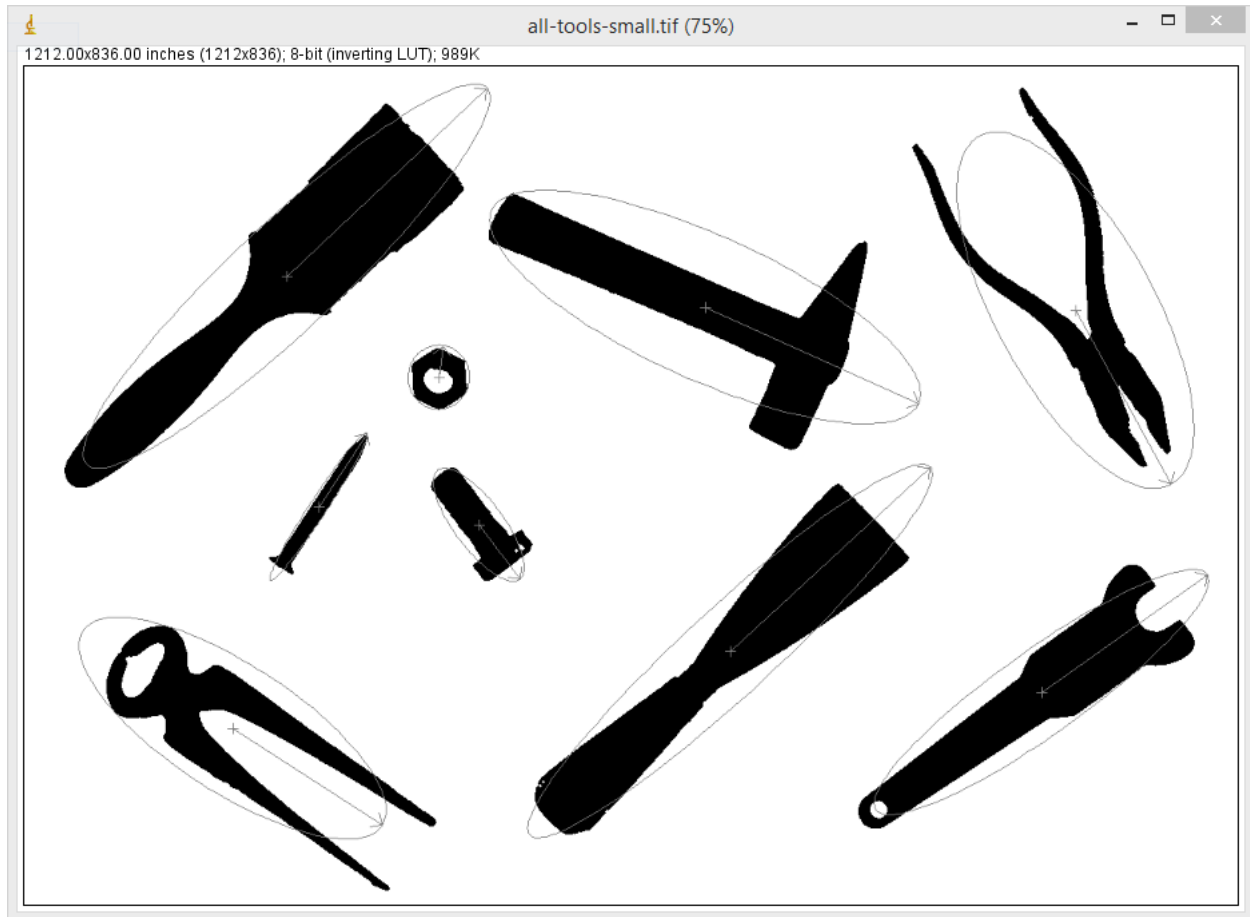 all-tools-small.tif (75%)
1212.00x836.00 inches (1212x836); 8-bit (inverting LUT); 989K